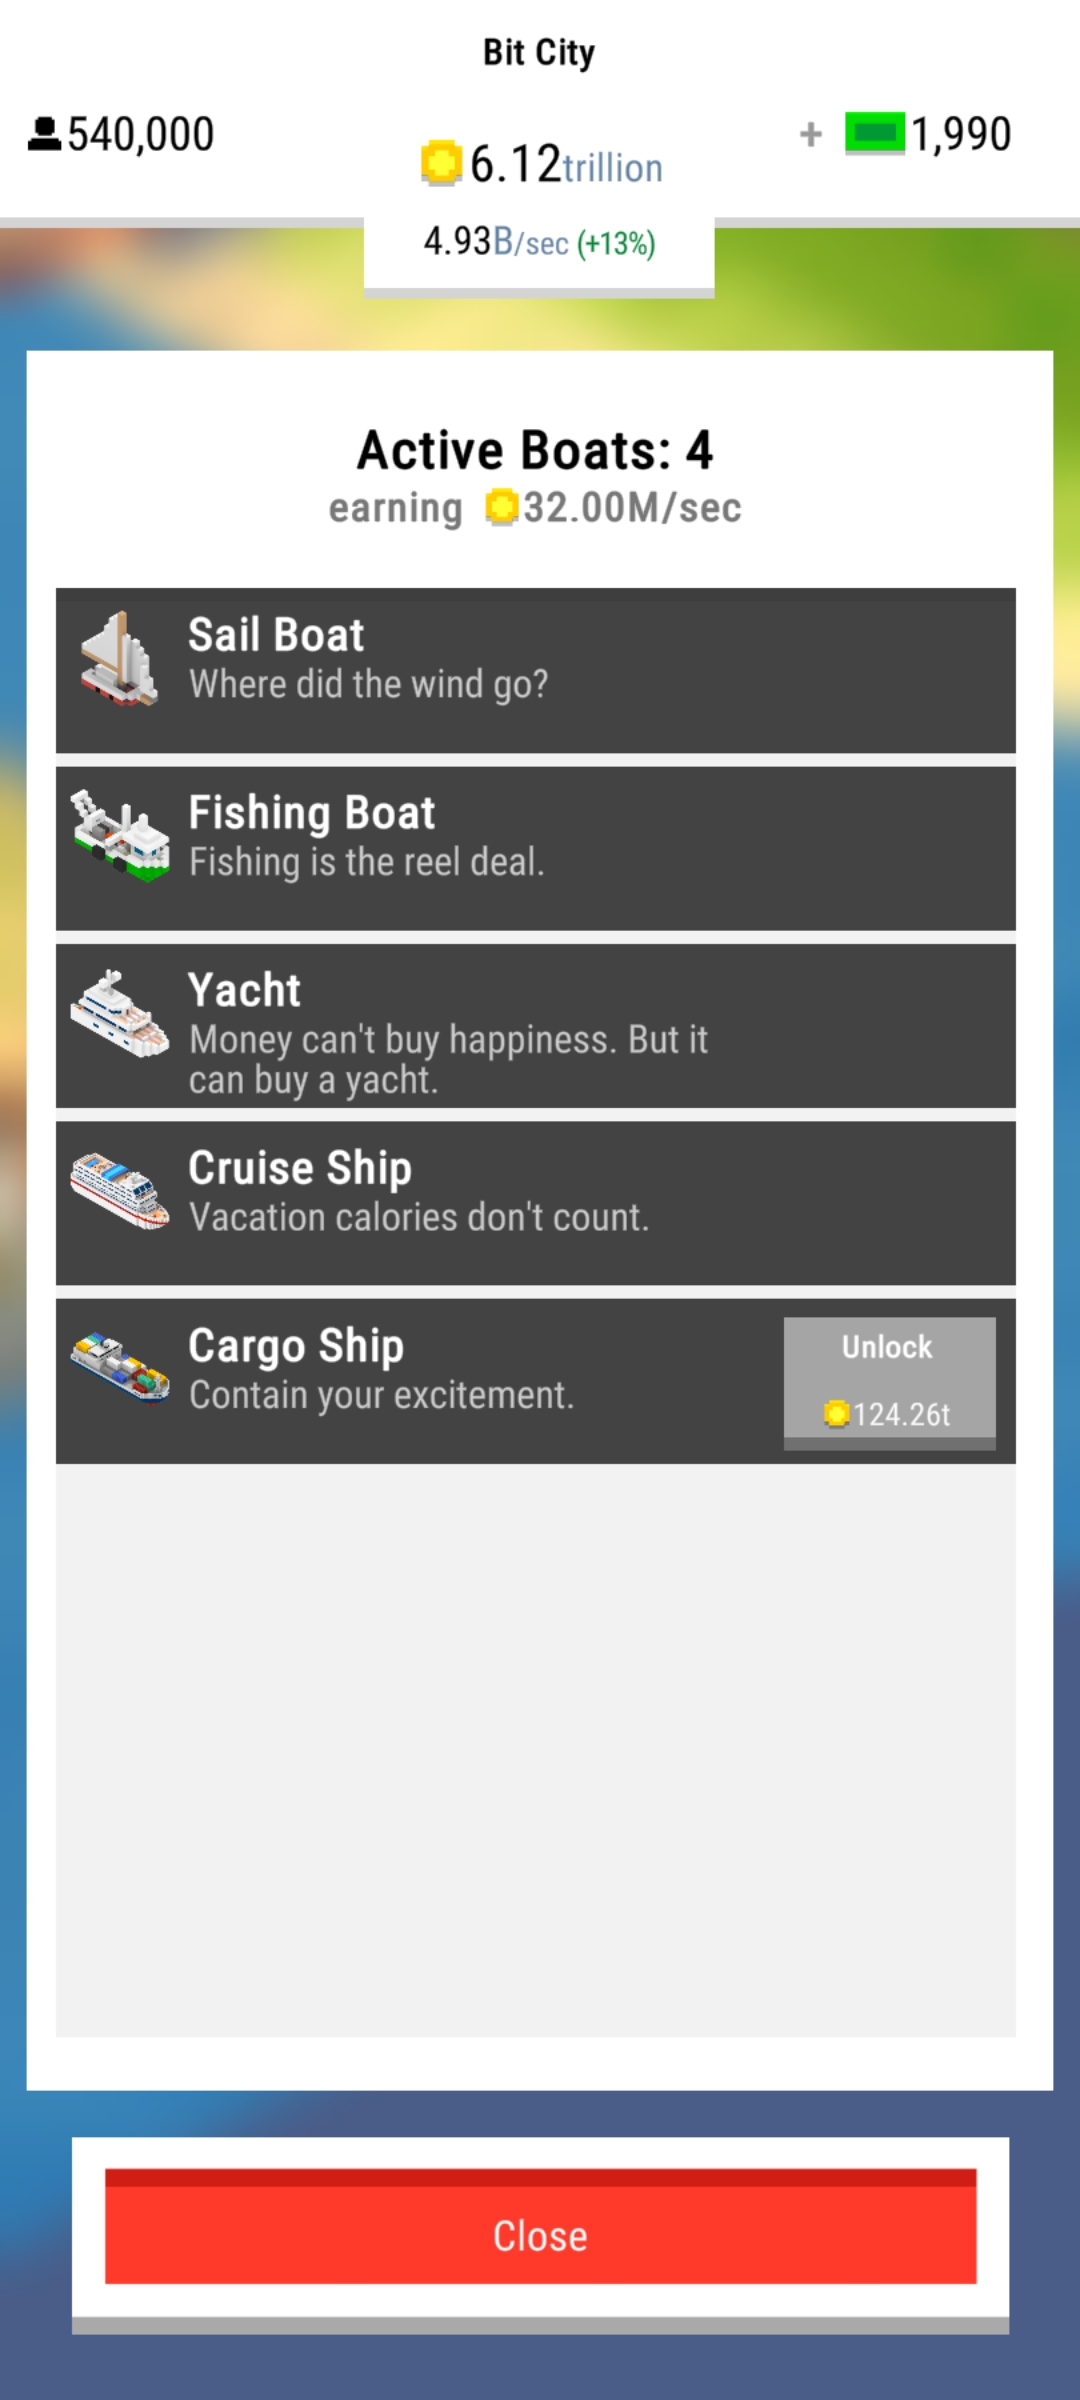 Bit City
540,000
6.12trillion
+ 1,990
4.93B/sec (+13%)
Active Boats: 4
earning 32.00M/sec
Sail Boat
Where did the wind go?
Fishing Boat
Fishing is the reel deal.
Yacht
Money can't buy happiness. But it
can buy a yacht.
Cruise Ship
Vacation calories don't count.
Cargo Ship
Contain your excitement.
Unlock
124.26t
Close